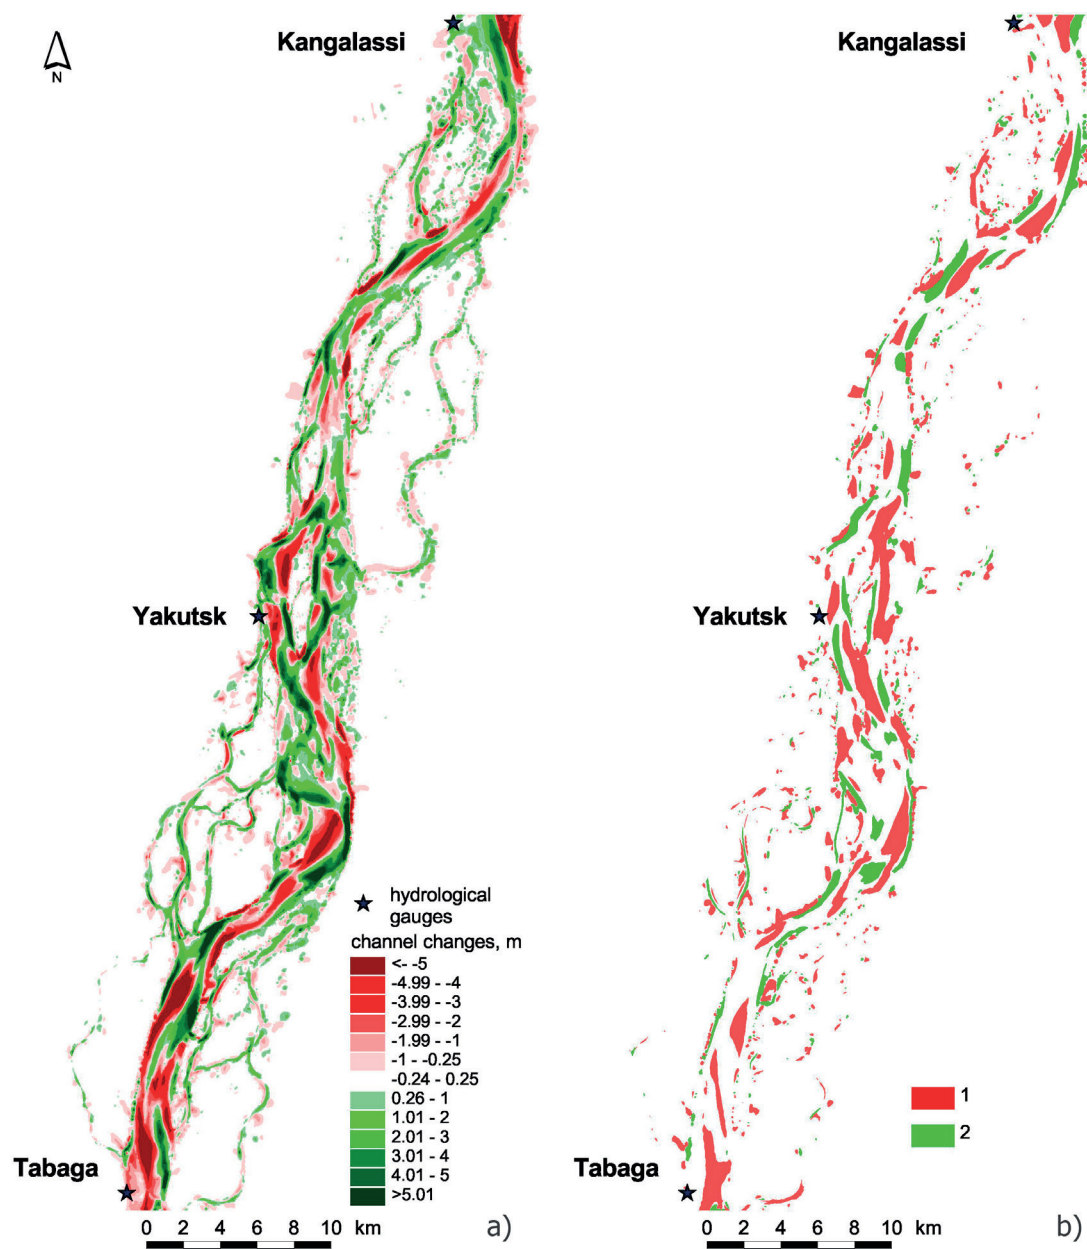 Kangalassi
N
Yakutsk
hydrological
gauges
channel changes, m
<- -5
-4.99 - -4
-3.99 - -3
-2.99 - -2
-1.99 - -1
-1 - -0.25
-0.24 - 0.25
0.26 - 1
1.01 - 2
2.01 - 3
3.01 - 4
4.01 - 5
>5.01
Tabaga
0 2 4 6 8 10 km
a)
Kangalassi
Yakutsk
1
2
Tabaga
0 2 4 6 8 10 km
b)